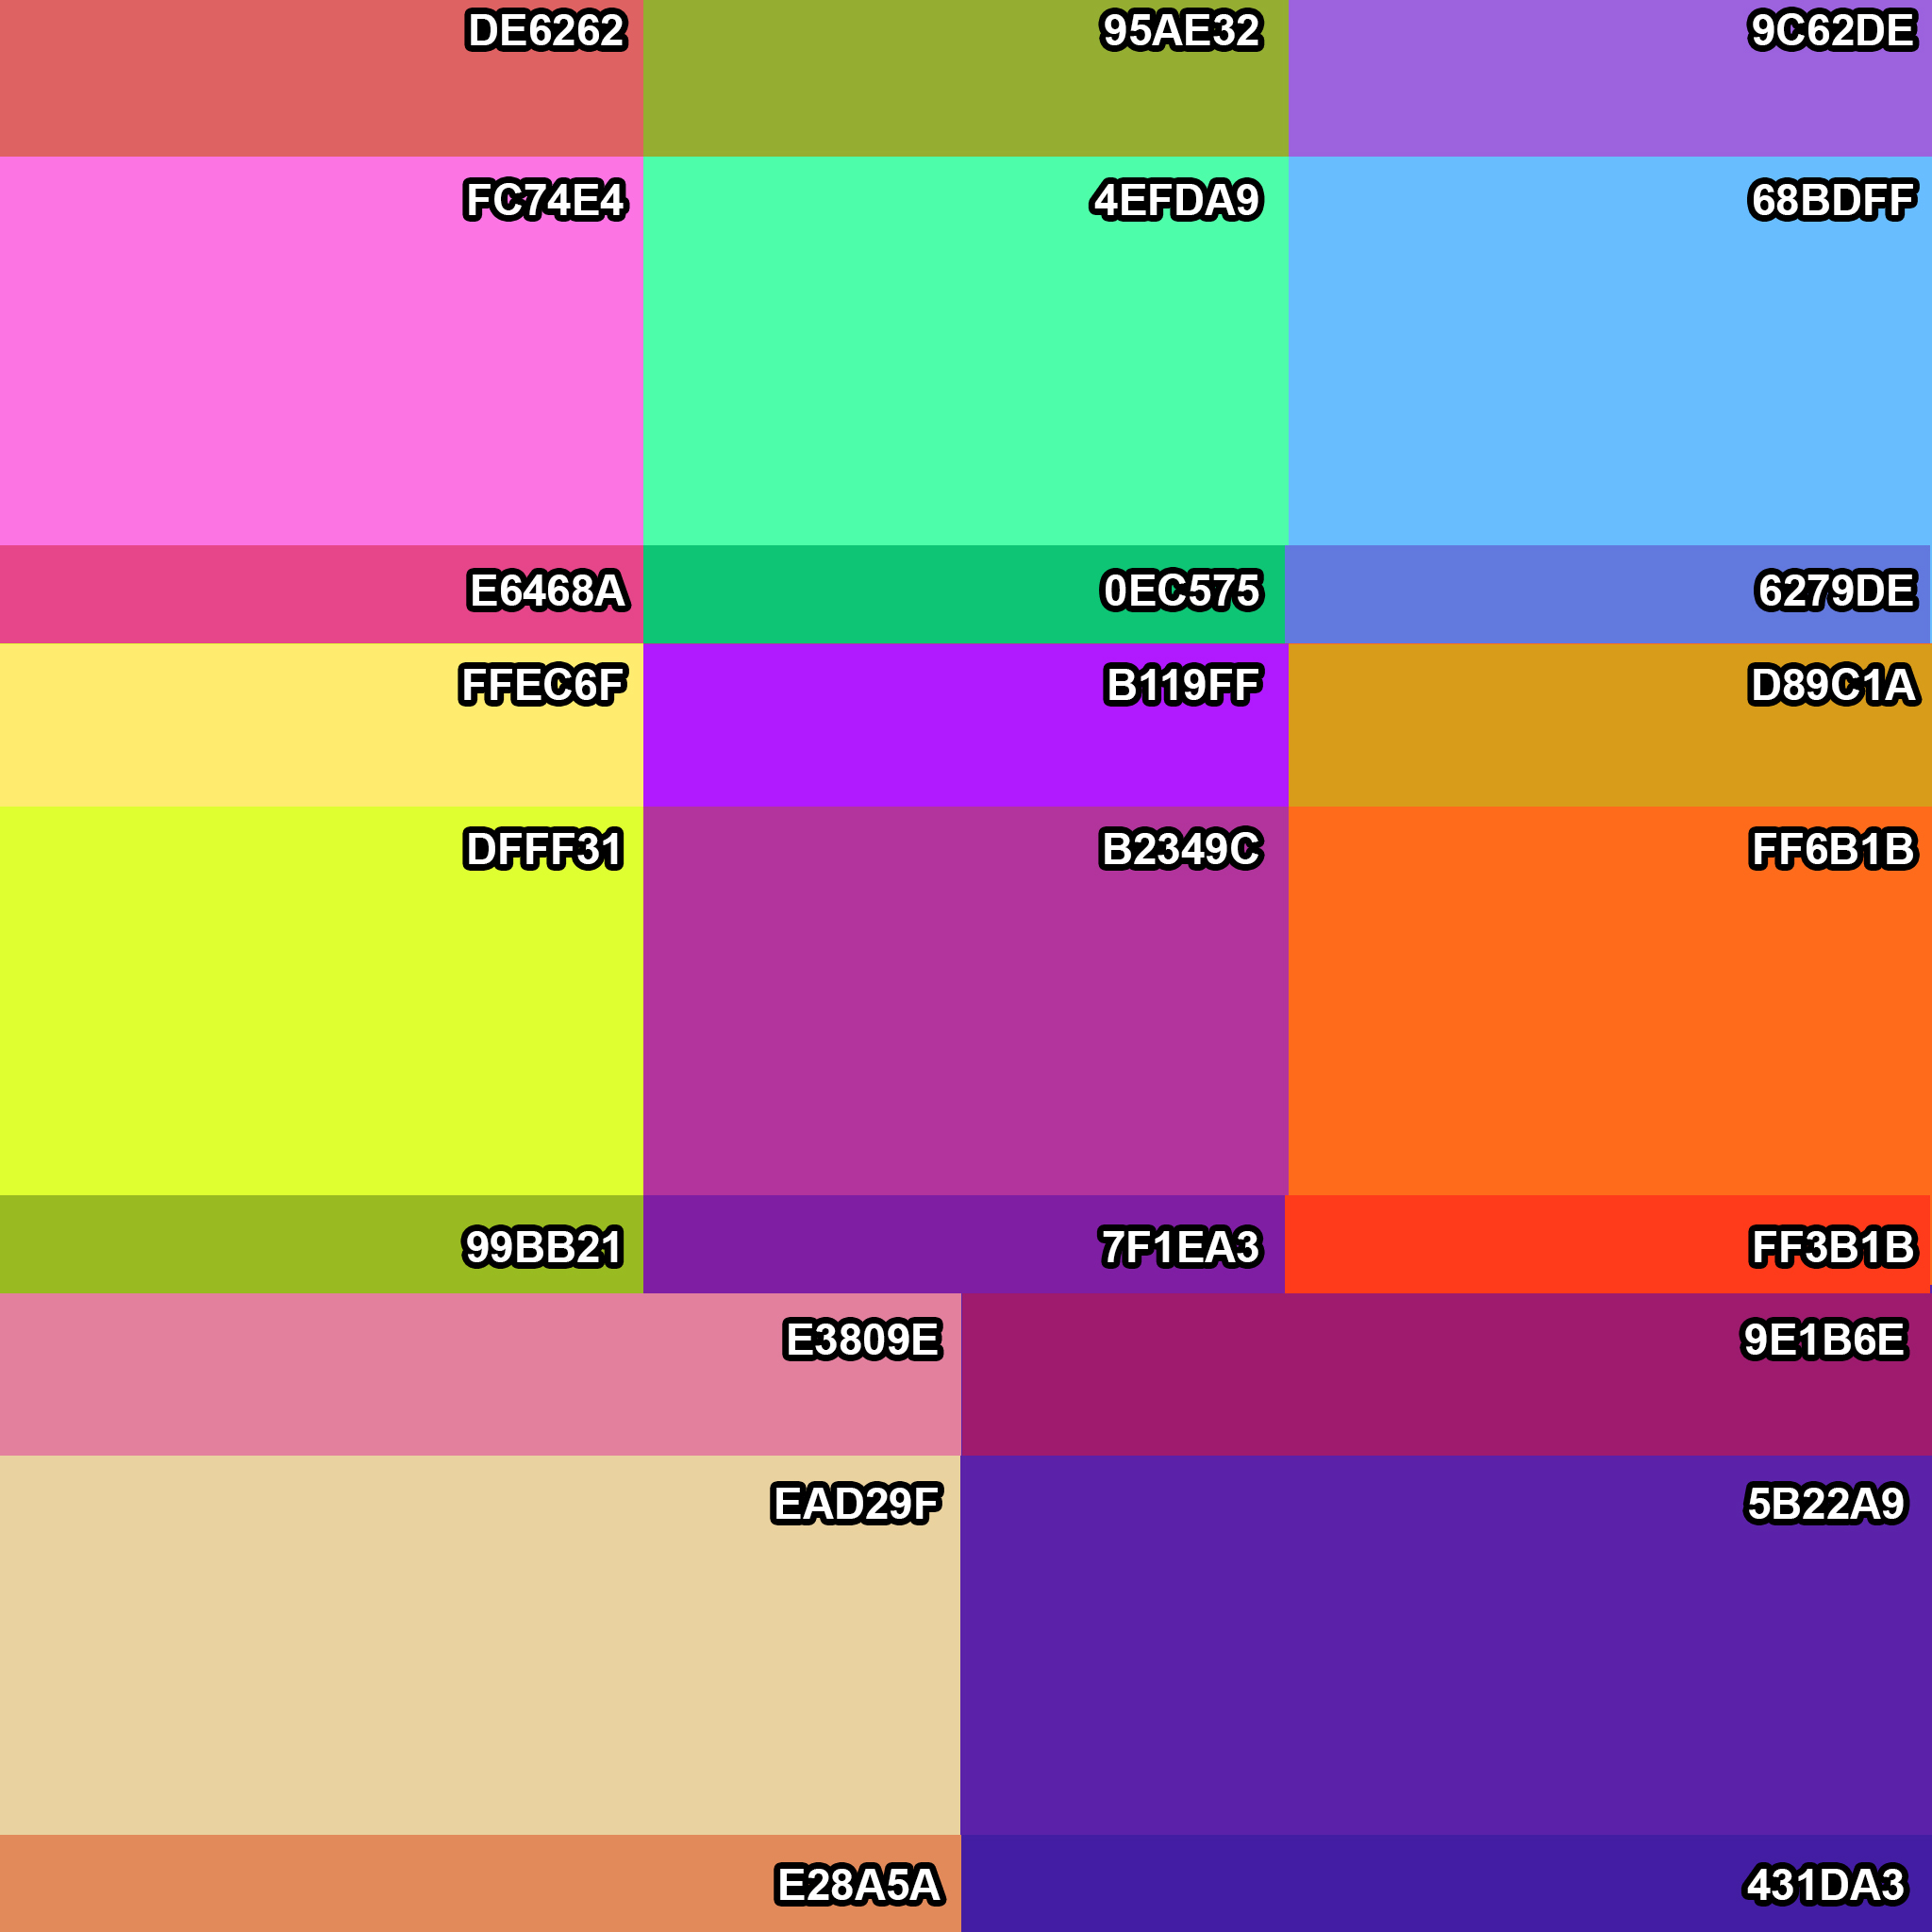 DE6262 95AE32 9C62DE
FC74E4 4EFDA9 68BDFF
E6468A 0EC575 6279DE
FFEC6F B119FF D89C1A
DFFF31 B2349C FF6B1B
99BB21 7F1EA3 FF3B1B
E3809E 9E1B6E
EAD29F 5B22A9
E28A5A 431DA3